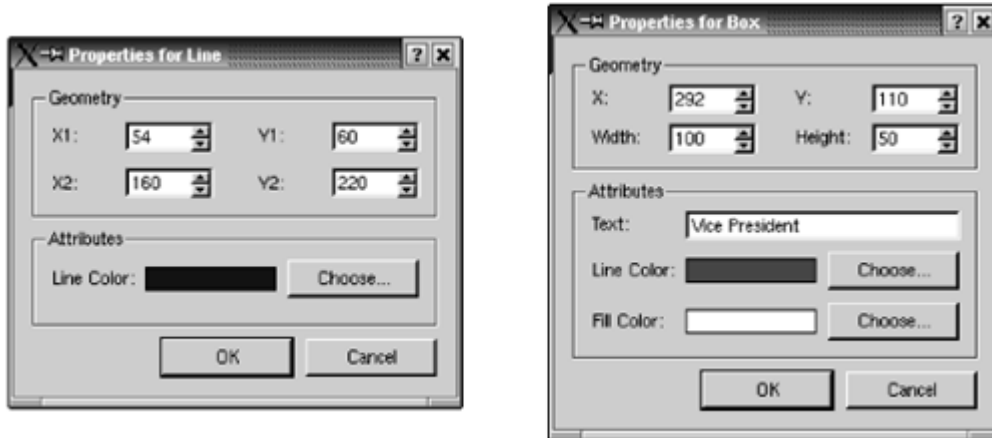 Properties for Line
Geometry
X1: 54 Y1: 60
X2: 160 Y2: 220
Attributes
Line Color: Choose...
OK Cancel
Properties for Box
Geometry
X: 292 Y: 110
Width: 100 Height: 50
Attributes
Text: Vice President
Line Color: Choose...
Fill Color: Choose...
OK Cancel